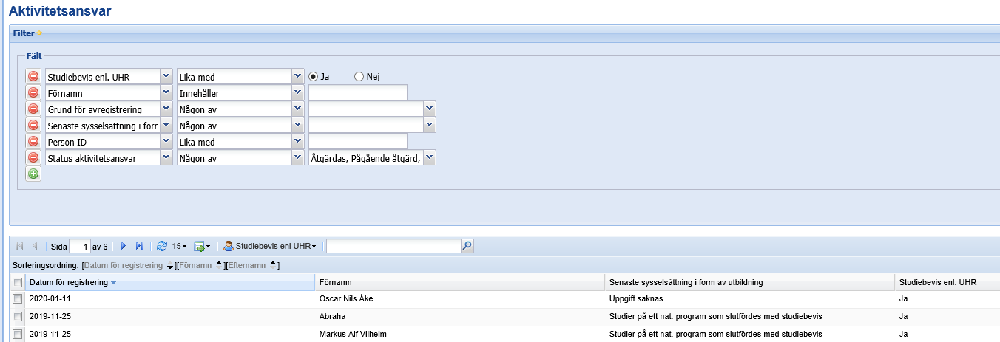 Aktivitetsansvar
Filter
Fält
Studiebevis enl. UHR Lika med Ja Nej
Förnamn Innehåller
Grund för avregistrering Någon av
Senaste sysselsättning i forr Någon av
Person ID Lika med
Status aktivitetsansvar Någon av Åtgärdas, Pågående åtgärd,
Sida 1 av 6 15 Studiebevis enl UHR
Sorteringsordning: [Datum för registrering ][Förnamn ][Efternamn ]
Datum för registrering Förnamn Senaste sysselsättning i form av utbildning Studiebevis enl. UHR
2020-01-11 Oscar Nils Åke Uppgift saknas Ja
2019-11-25 Abraha Studier på ett nat. program som slutfördes med studiebevis Ja
2019-11-25 Markus Alf Vilhelm Studier på ett nat. program som slutfördes med studiebevis Ja